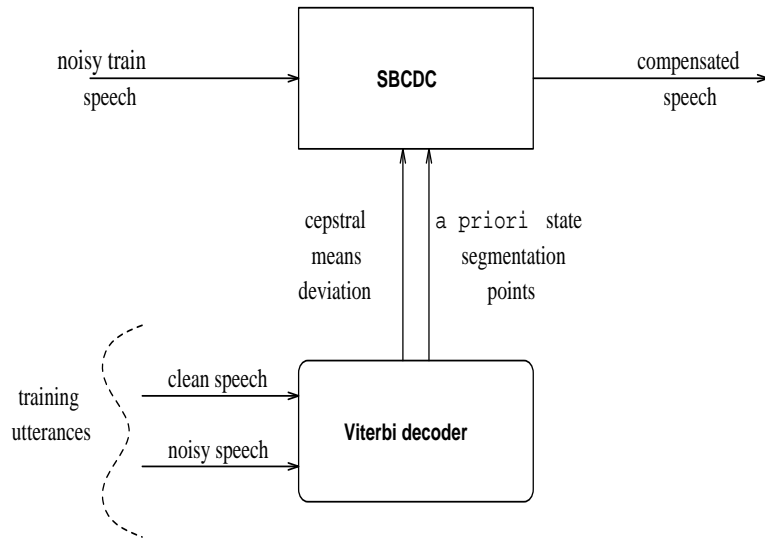 noisy train
speech
SBCDC
compensated
speech
cepstral
means
deviation
a priori state
segmentation
points
training
utterances
clean speech
noisy speech
Viterbi decoder